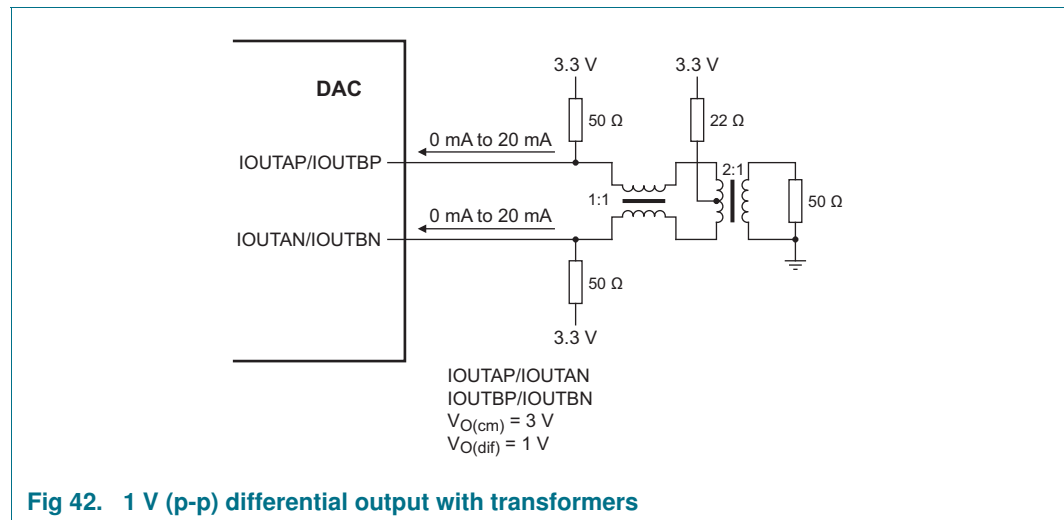 3.3 V
3.3 V
DAC
50 Ω
22 Ω
0 mA to 20 mA
IOUTAP/IOUTBP
2:1
1:1
50 Ω
0 mA to 20 mA
IOUTAN/IOUTBN
50 Ω
3.3 V
IOUTAP/IOUTAN
IOUTBP/IOUTBN
VO(cm) = 3 V
VO(dif) = 1 V
Fig 42. 1 V (p-p) differential output with transformers